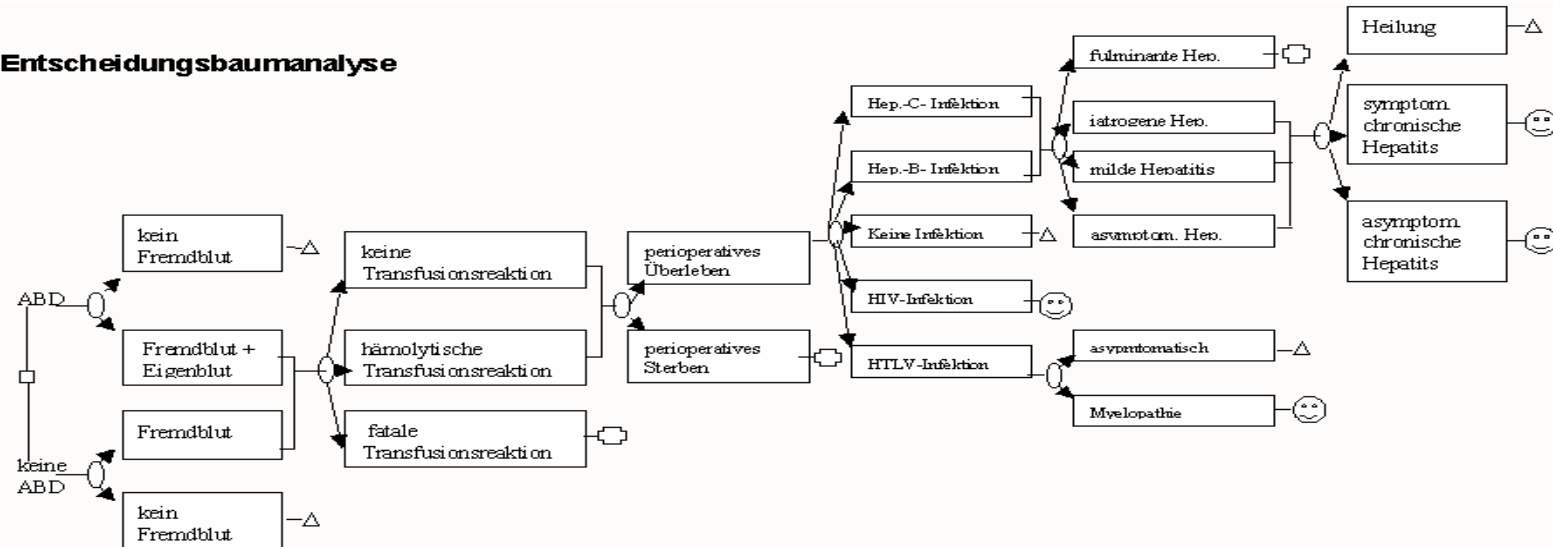 Entscheidungsbaumanalyse
ABD
keine
ABD
kein
Fremdblut
Fremdblut +
Eigenblut
Fremdblut
kein
Fremdblut
keine
Transfusionsreaktion
hämolytische
Transfusionsreaktion
fatale
Transfusionsreaktion
perioperatives
Überleben
perioperatives
Sterben
Hep.-C- Infektion
Hep.-B- Infektion
Keine Infektion
HIV-Infektion
HTLV-Infektion
fulminante Hep.
iatrogene Hep.
milde Hepatitis
asymptom. Hep.
asypmtomatisch
Myelopathie
Heilung
symptom.
chronische
Hepatits
asymptom.
chronische
Hepatits